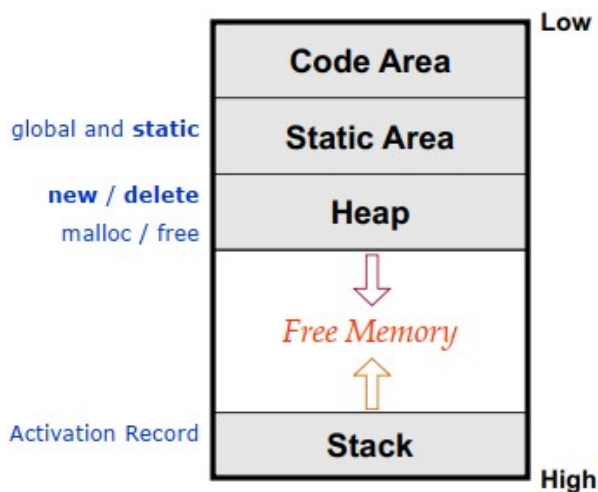 Low
Code Area
global and static
Static Area
new / delete
malloc / free
Heap
Free Memory
Activation Record
Stack
High